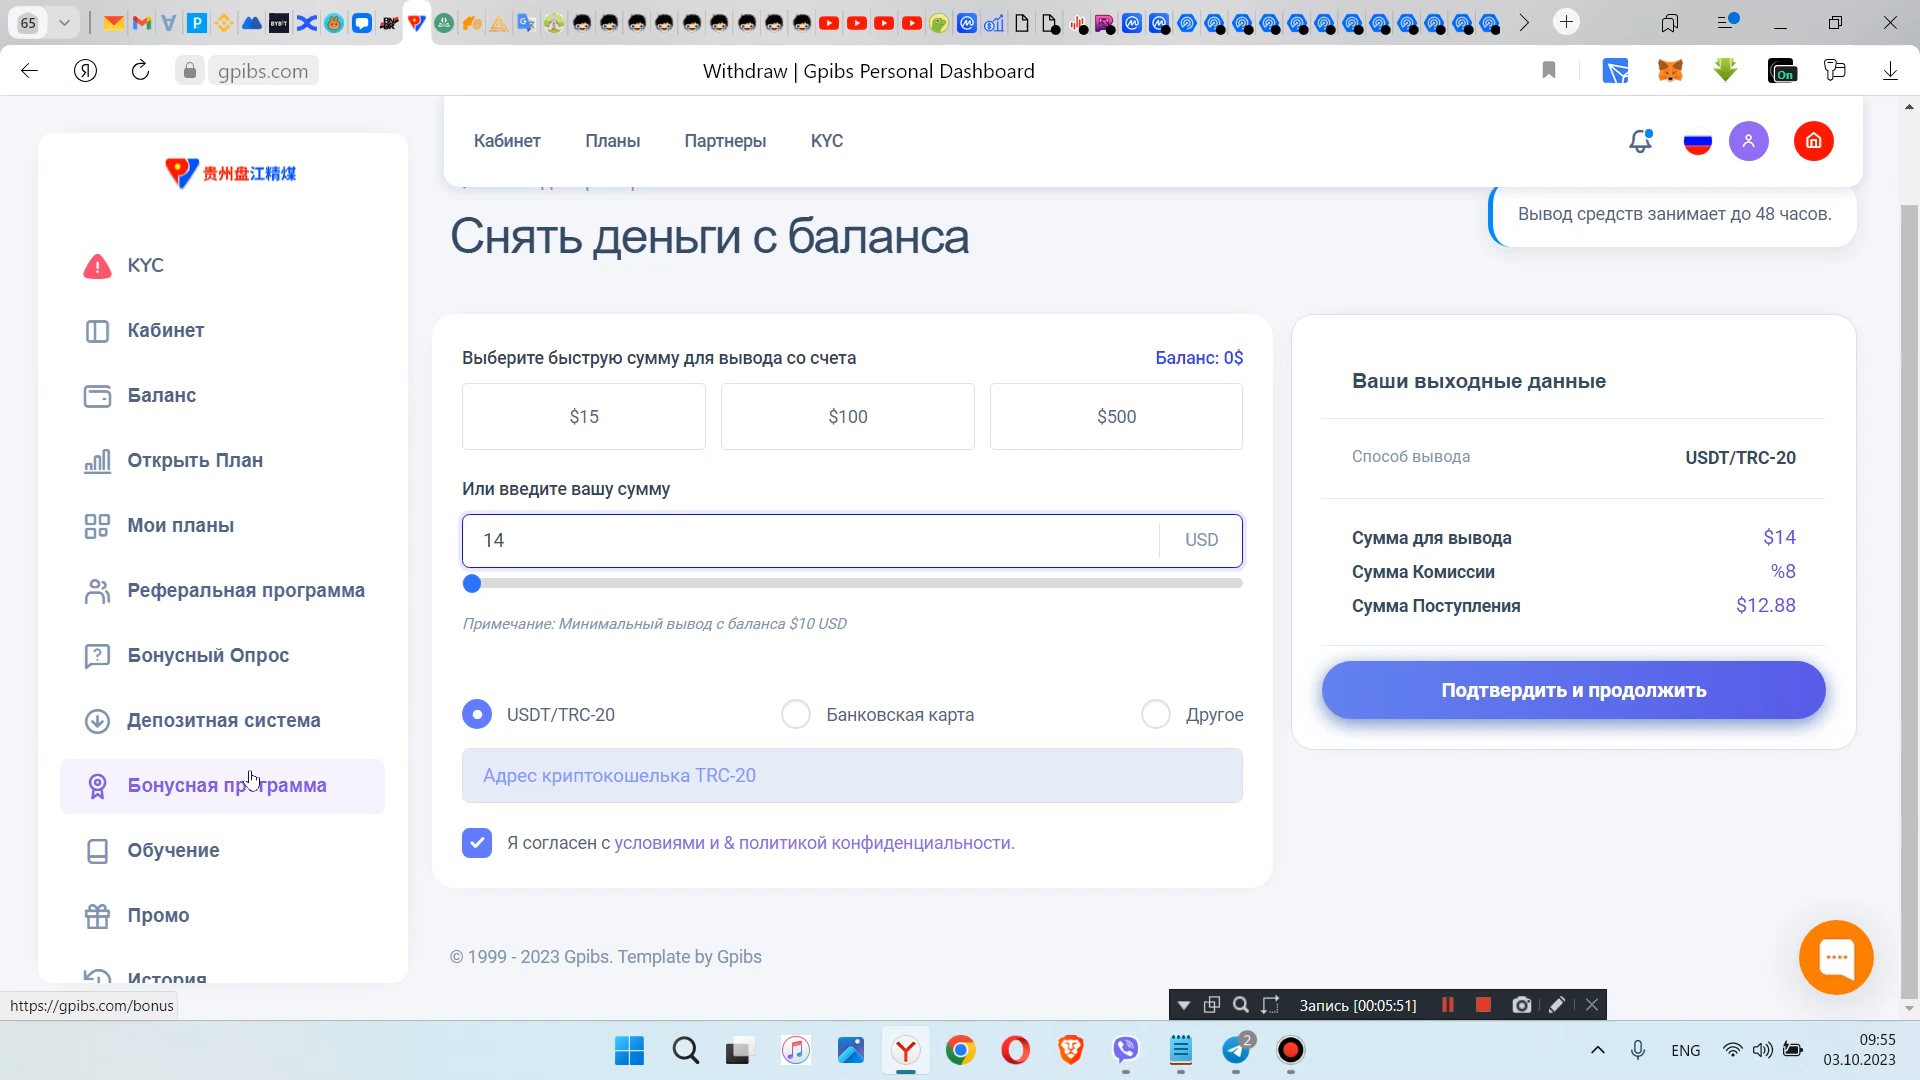 65
BYBIT
gpibs.com
Withdraw | Gpibs Personal Dashboard
On
贵州盘江精煤
Кабинет
Планы
Партнеры
KYC
Снять деньги с баланса
Вывод средств занимает до 48 часов.
KYC
Кабинет
Баланс
Открыть План
Мои планы
Реферальная программа
Бонусный Опрос
Депозитная система
Бонусная программа
Обучение
Промо
История
Выберите быструю сумму для вывода со счета
Баланс: 0$
$15
$100
$500
Или введите вашу сумму
14
USD
Примечание: Минимальный вывод с баланса $10 USD
USDT/TRC-20
Банковская карта
Другое
Адрес криптокошелька TRC-20
Я согласен с условиями и & политикой конфиденциальности.
Ваши выходные данные
Способ вывода
USDT/TRC-20
Сумма для вывода
$14
Сумма Комиссии
%8
Сумма Поступления
$12.88
Подтвердить и продолжить
© 1999 - 2023 Gpibs. Template by Gpibs
https://gpibs.com/bonus
Запись [00:05:51]
2
ENG
09:55
03.10.2023